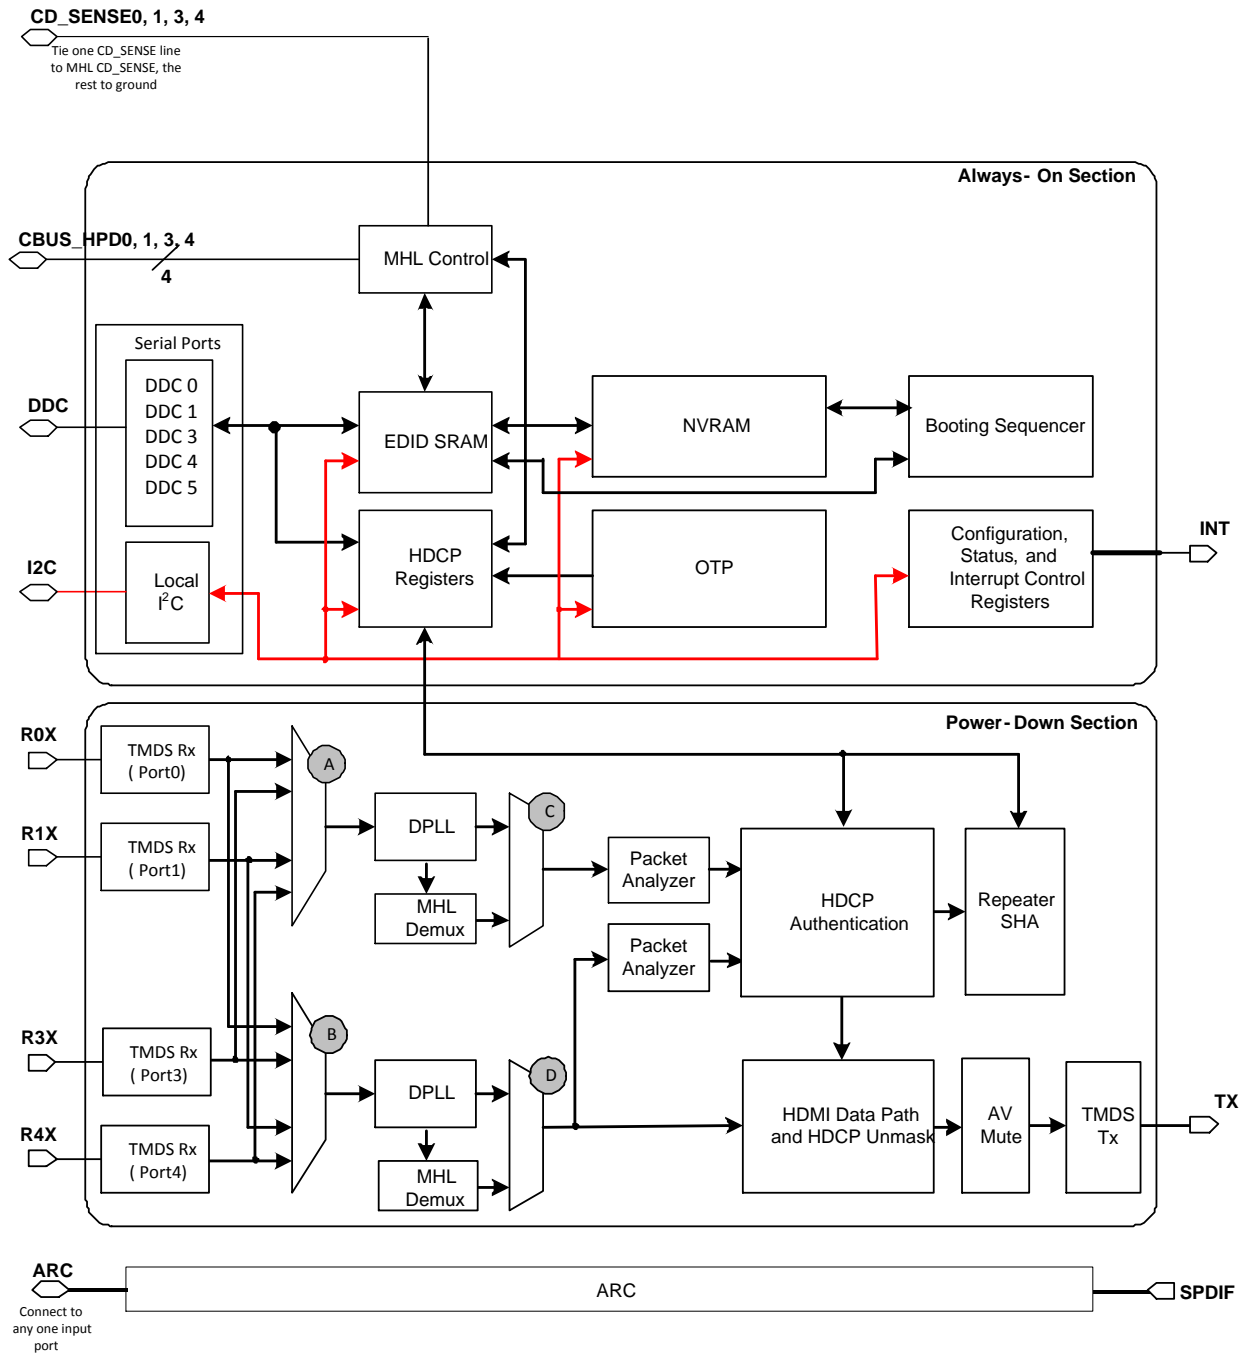 CD_SENSE0, 1, 3, 4
Tie one CD_SENSE line
to MHL CD_SENSE, the
rest to ground
Always- On Section
CBUS_HPD0, 1, 3, 4
4
MHL Control
Serial Ports
DDC 0
DDC 1
DDC 3
DDC 4
DDC 5
DDC
EDID SRAM
NVRAM
Booting Sequencer
I2C
Local
I²C
HDCP
Registers
OTP
Configuration,
Status, and
Interrupt Control
Registers
INT
Power- Down Section
R0X
TMDS Rx
( Port0)
A
R1X
TMDS Rx
( Port1)
DPLL
MHL
Demux
C
Packet
Analyzer
Packet
Analyzer
HDCP
Authentication
Repeater
SHA
R3X
TMDS Rx
( Port3)
B
R4X
TMDS Rx
( Port4)
DPLL
MHL
Demux
D
HDMI Data Path
and HDCP Unmask
AV
Mute
TMDS
Tx
TX
ARC
Connect to
any one input
port
ARC
SPDIF